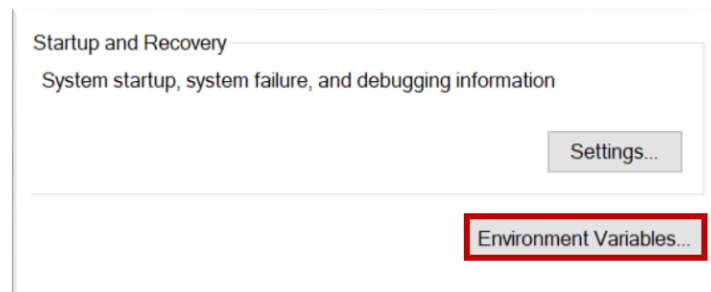 Startup and Recovery
System startup, system failure, and debugging information
Settings...
Environment Variables...